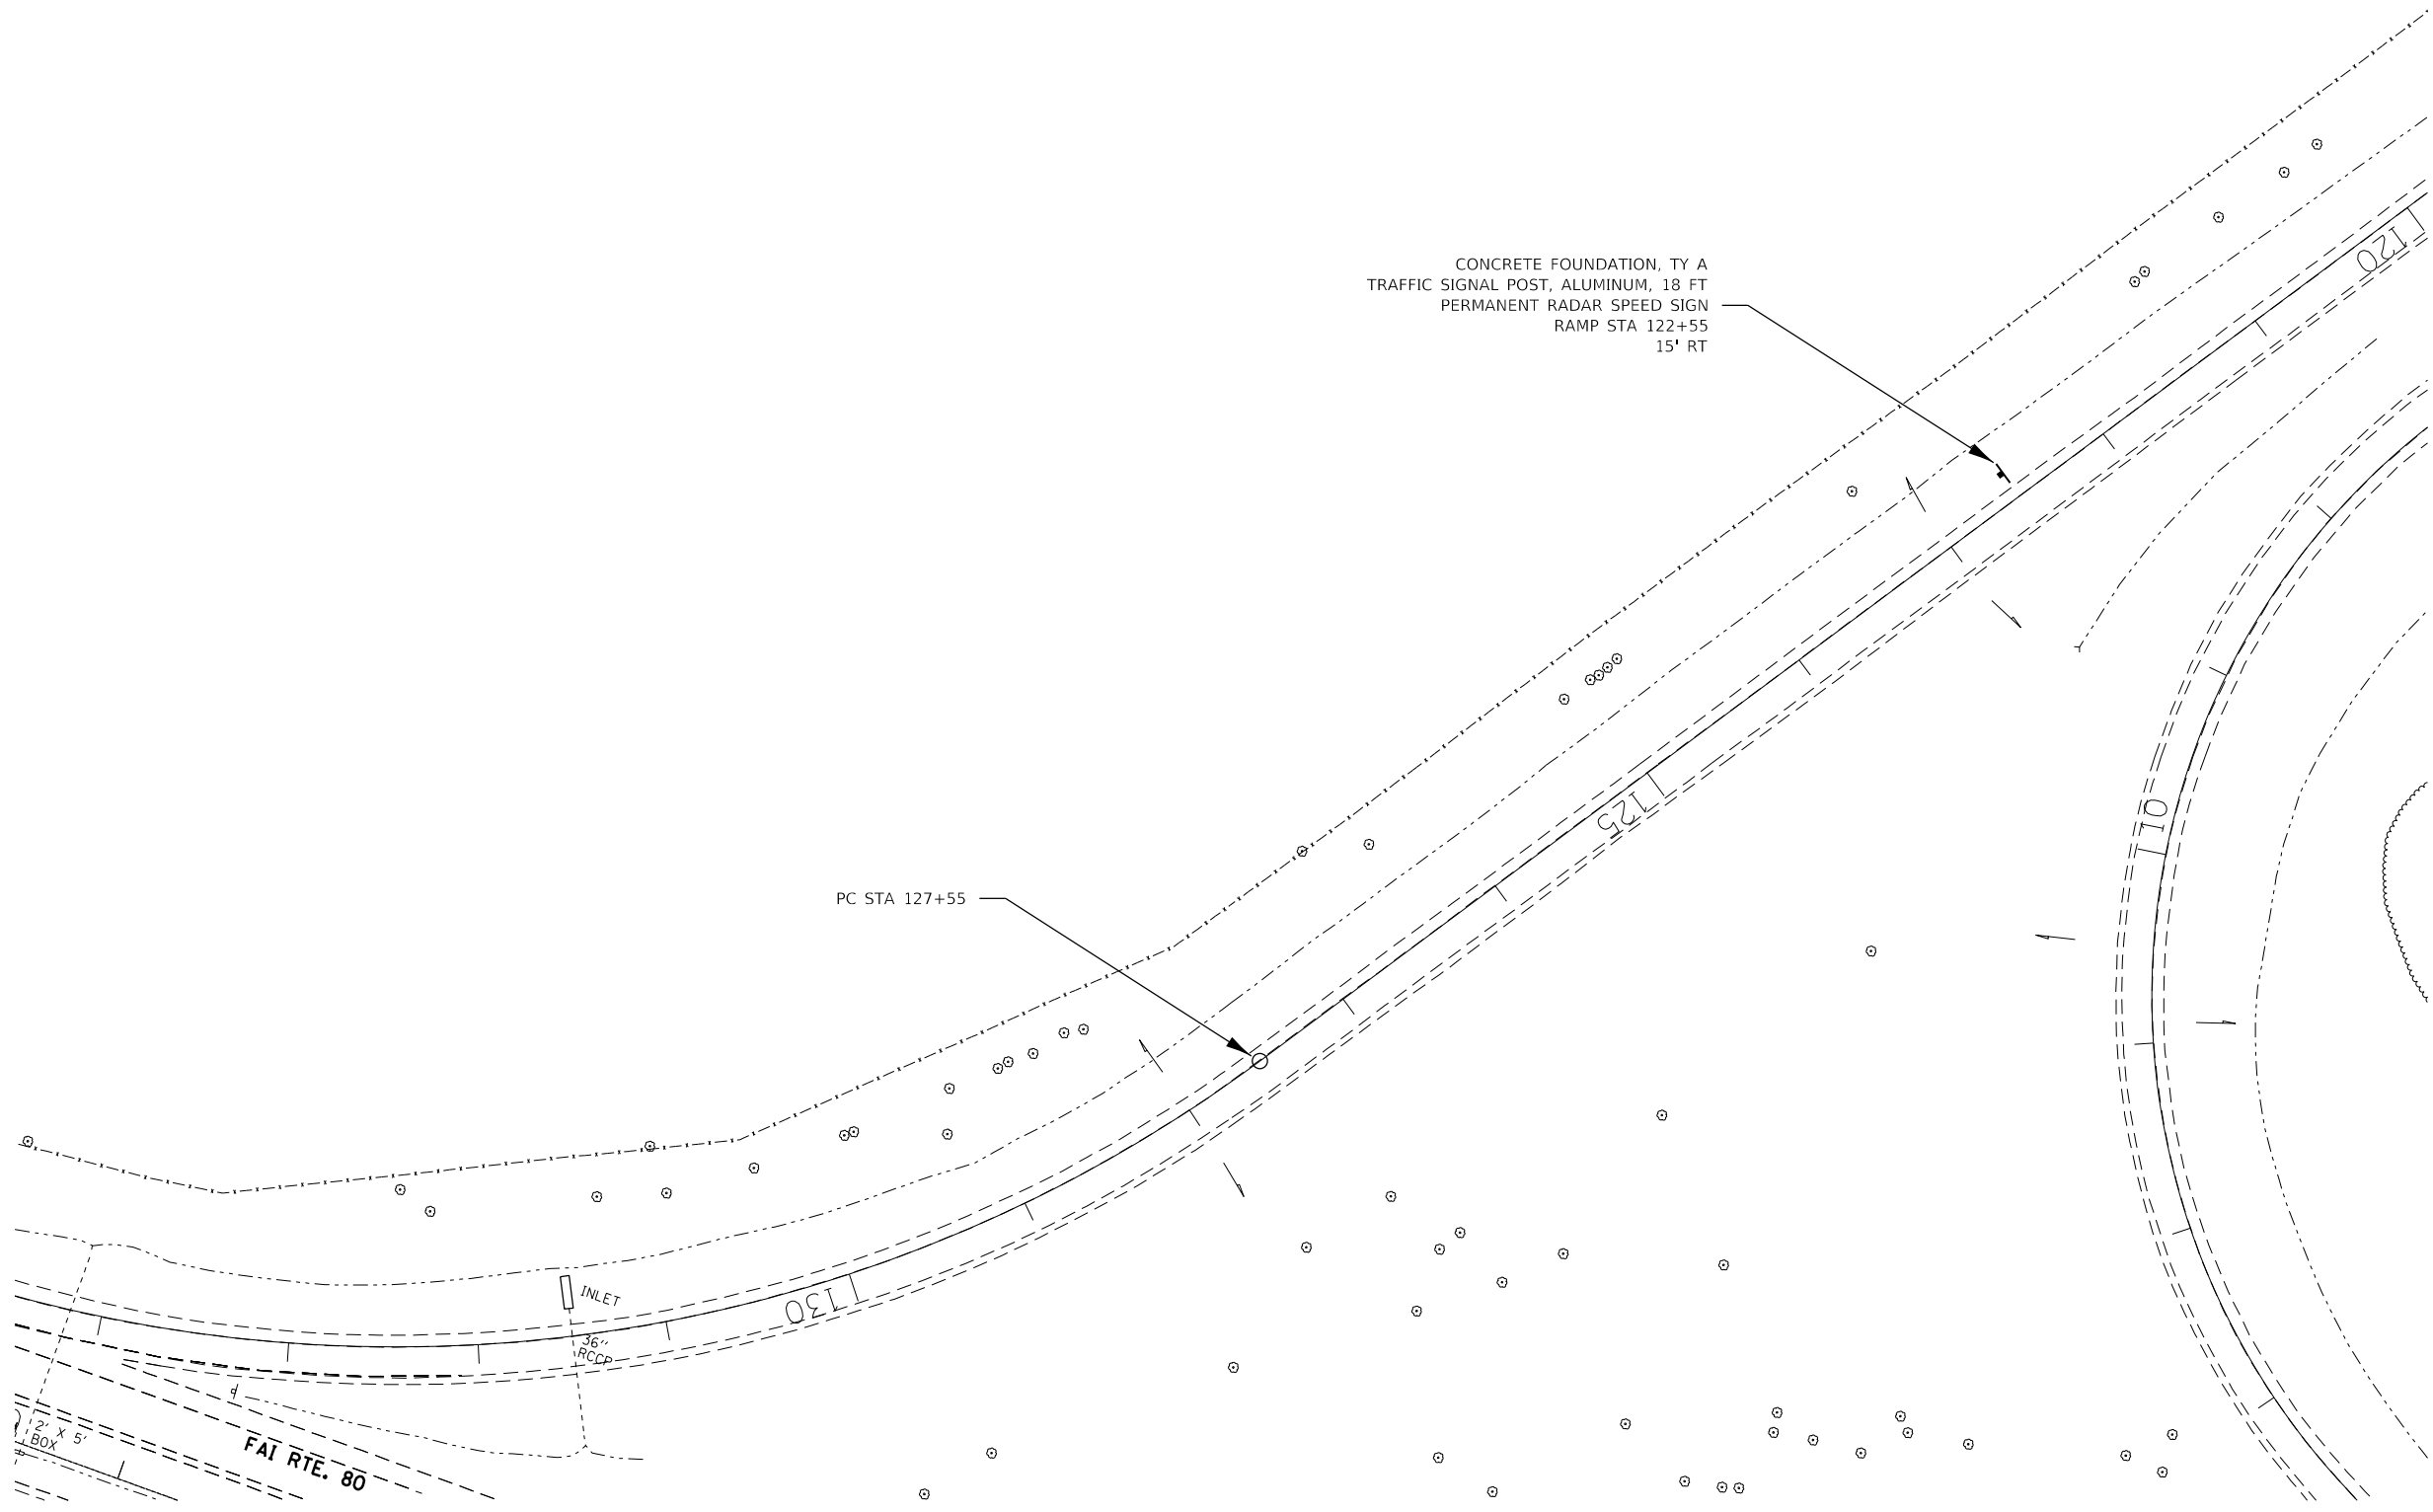 CONCRETE FOUNDATION, TY A
TRAFFIC SIGNAL POST, ALUMINUM, 18 FT
PERMANENT RADAR SPEED SIGN
RAMP STA 122+55
15' RT
120
125
10
PC STA 127+55
130
INLET
36''
RCCP
2' X 5'
BOX
FAI RTE. 80